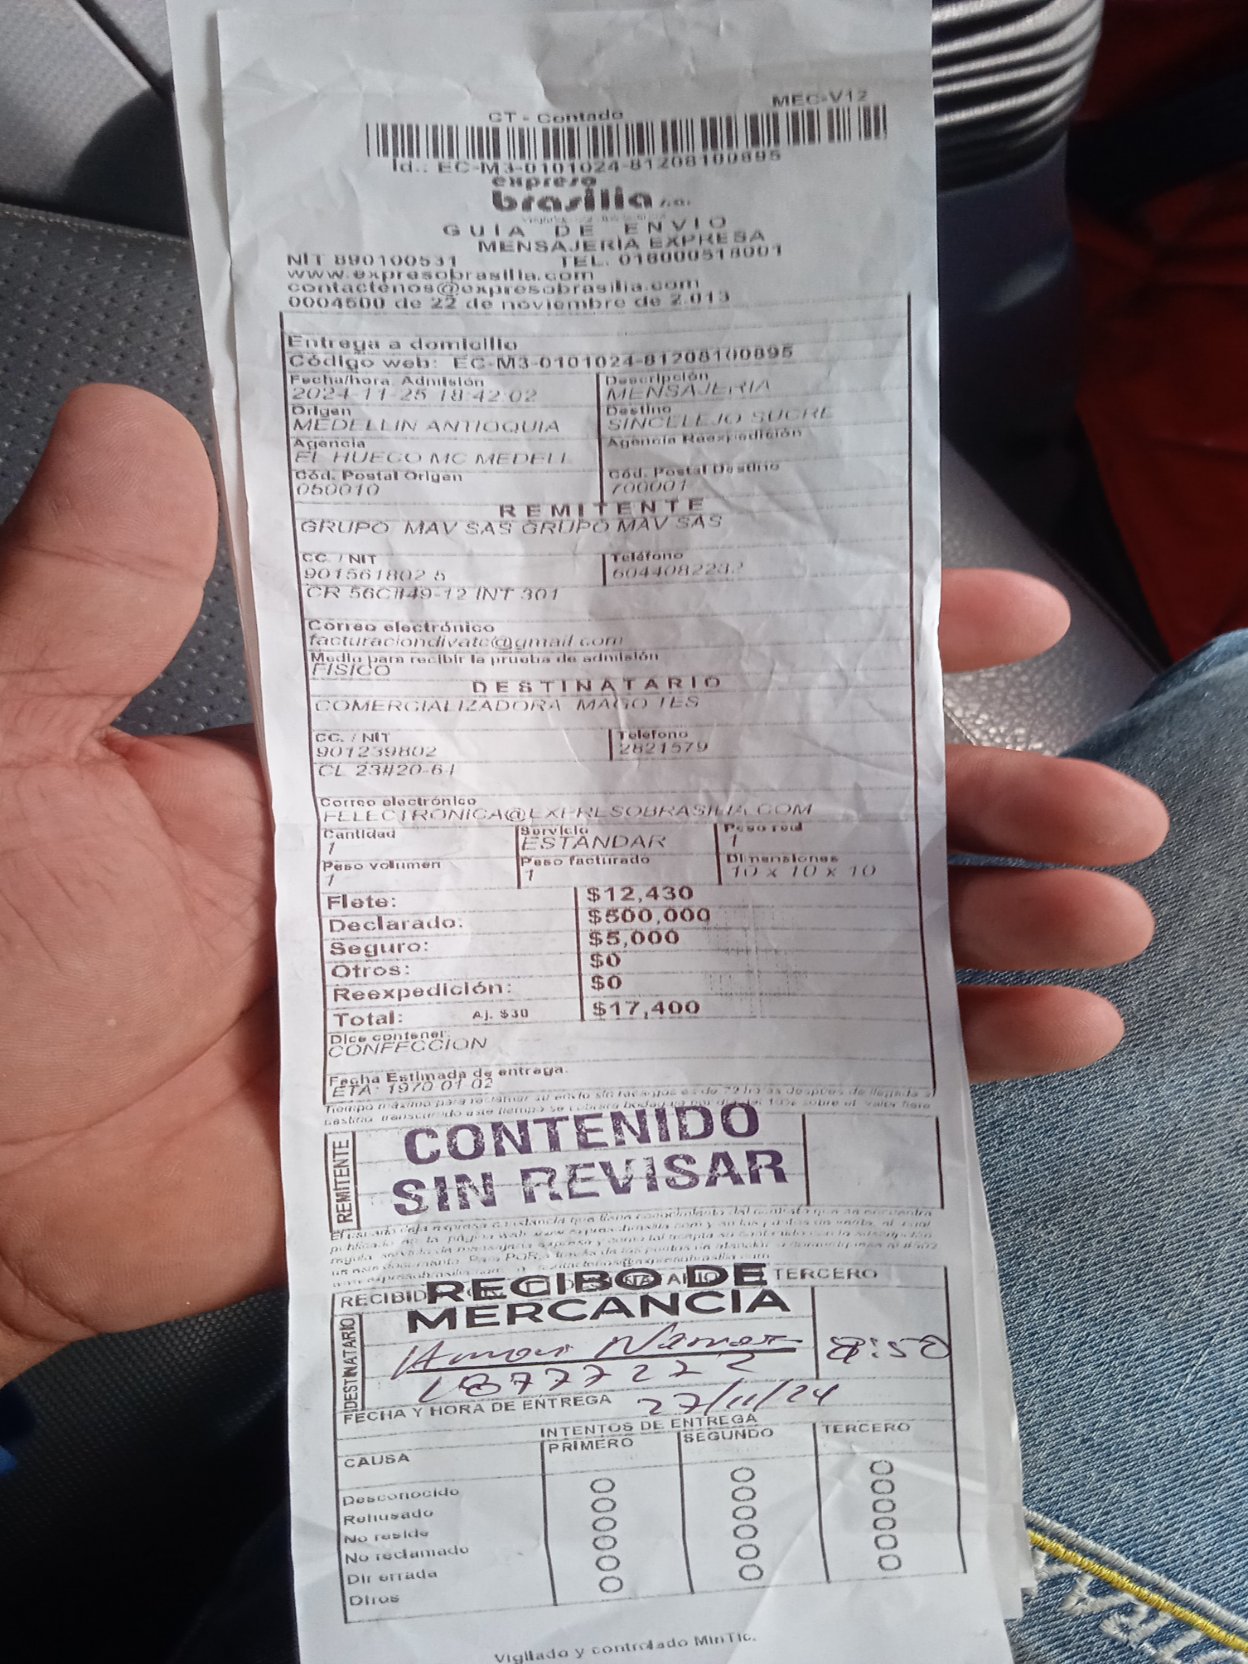 CT - Contado MEC-V12
Id.: EC-M3-0101024-81208100895
expreso
brasilia s.a.
GUÍA DE ENVIO
MENSAJERÍA EXPRESA
NIT 890100531 TEL. 018000518001
www.expresobrasilia.com
contactenos@expresobrasilia.com
0004500 de 22 de noviembre de 2.013
Entrega a domicilio
Código web: EC-M3-0101024-81208100895
Fecha/hora. Admisión Descripción
2024-11-25 18:42:02 MENSAJERIA
Origen Destino
MEDELLIN ANTIOQUIA SINCELEJO SUCRE
Agencia Agencia Reexpedición
EL HUECO MC MEDELL
Cód. Postal Origen Cód. Postal Destino
050010 700001
REMITENTE
GRUPO MAV SAS GRUPO MAV SAS
CC. / NIT Teléfono
901561802 5 6044082232
CR 56C#49-12 INT 301
Correo electrónico
facturaciondivatc@gmail.com
Medio para recibir la prueba de admisión
FISICO
DESTINATARIO
COMERCIALIZADORA MAGOTES
CC. / NIT Telefono
901239802 2821579
CL 23#20-61
Correo electrónico
FELECTRONICA@EXPRESOBRASILIA.COM
Cantidad Servicio Peso real
1 ESTANDAR 1
Peso volumen Peso facturado Dimensiones
1 1 10 x 10 x 10
Flete: $12,430
Declarado: $500,000
Seguro: $5,000
Otros: $0
Reexpedición: $0
Total: Aj. $30 $17,400
Dice contener:
CONFECCION
Fecha Estimada de entrega:
ETA: 1970 01 02
REMITENTE
CONTENIDO
SIN REVISAR
RECIBO DE
TERCERO
MERCANCIA
DESTINATARIO
8:50
27/11/24
FECHA Y HORA DE ENTREGA
INTENTOS DE ENTREGA
CAUSA PRIMERO SEGUNDO TERCERO
Desconocido
Rehusado
No reside
No reclamado
Dir errada
Otros
Vigilado y controlado MinTic.